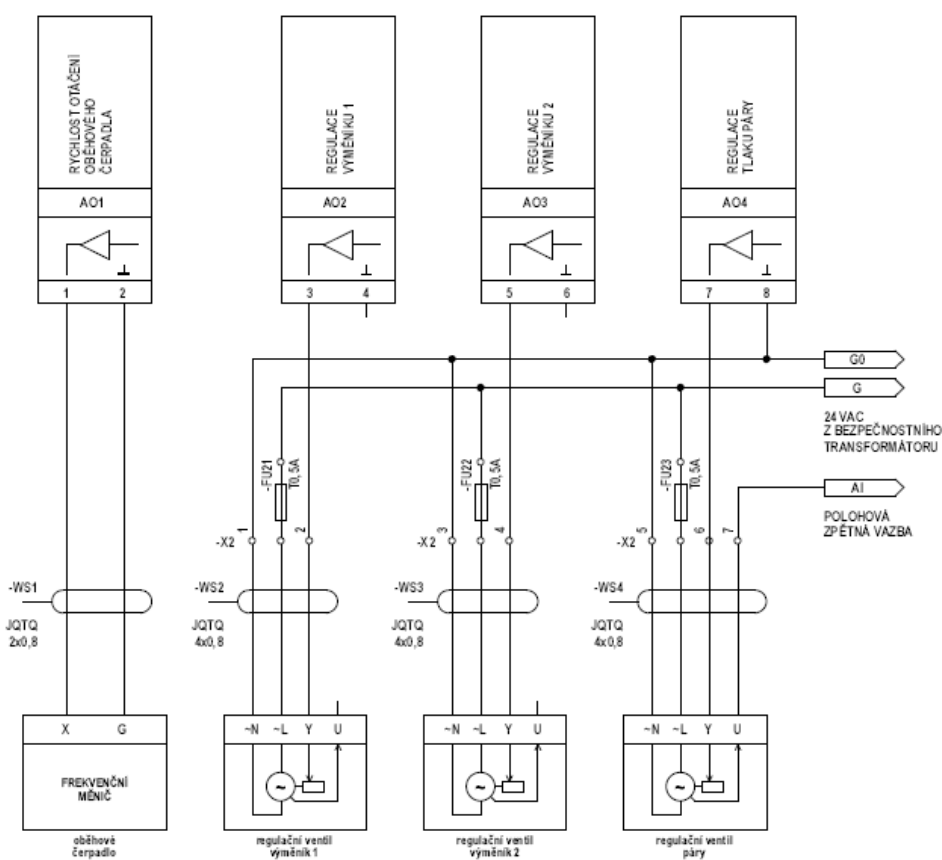 RYCHLOST OTÁČENÍ
OBĚHOVÉHO
ČERPADLA
REGULACE
VÝMĚNÍKU 1
REGULACE
VÝMĚNÍKU 2
REGULACE
TLAKU PÁRY
AO1
AO2
AO3
AO4
1
2
3
4
5
6
7
8
G0
G
24 VAC
Z BEZPEČNOSTNÍHO
TRANSFORMÁTORU
AI
POLOHOVÁ
ZPĚTNÁ VAZBA
-FU21
T0,5A
-FU22
T0,5A
-FU23
T0,5A
-X2
1
2
-X2
3
4
-X2
5
6
7
-WS1
JQTQ
2x0,8
-WS2
JQTQ
4x0,8
-WS3
JQTQ
4x0,8
-WS4
JQTQ
4x0,8
X
G
FREKVENČNÍ
MĚNIČ
~N
~L
Y
U
~
~N
~L
Y
U
~
~N
~L
Y
U
~
oběhové
čerpadlo
regulační ventil
výměník 1
regulační ventil
výměník 2
regulační ventil
páry